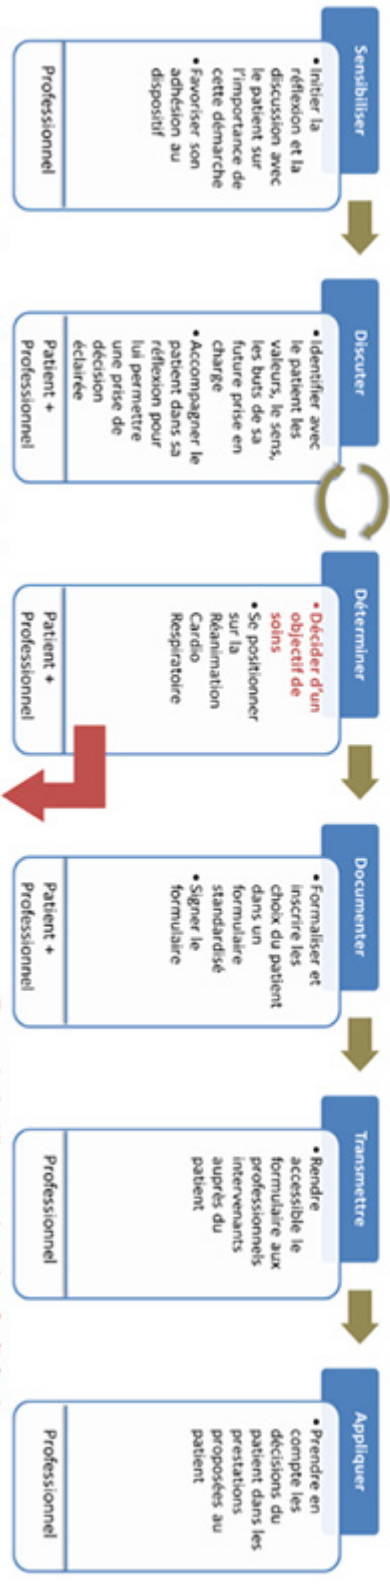 Sensibiliser
• Initier la
réflexion et la
discussion avec
le patient sur
l'importance de
cette démarche
• Favoriser son
adhésion au
dispositif
Professionnel
Discuter
• Identifier avec
le patient les
valeurs, le sens,
les buts de sa
future prise en
charge
• Accompagner le
patient dans sa
réflexion pour
lui permettre
une prise de
décision
éclairée
Patient +
Professionnel
Déterminer
• Décider d'un
objectif de
soins
• Se positionner
sur la
Réanimation
Cardio
Respiratoire
Patient +
Professionnel
Documenter
• Formaliser et
inscrire les
choix du patient
dans un
formulaire
standardisé
• Signer le
formulaire
Patient +
Professionnel
Transmettre
• Rendre
accessible le
formulaire aux
professionnels
intervenants
auprès du
patient
Professionnel
Appliquer
• Prendre en
compte les
décisions du
patient dans les
prestations
proposées au
patient
Professionnel